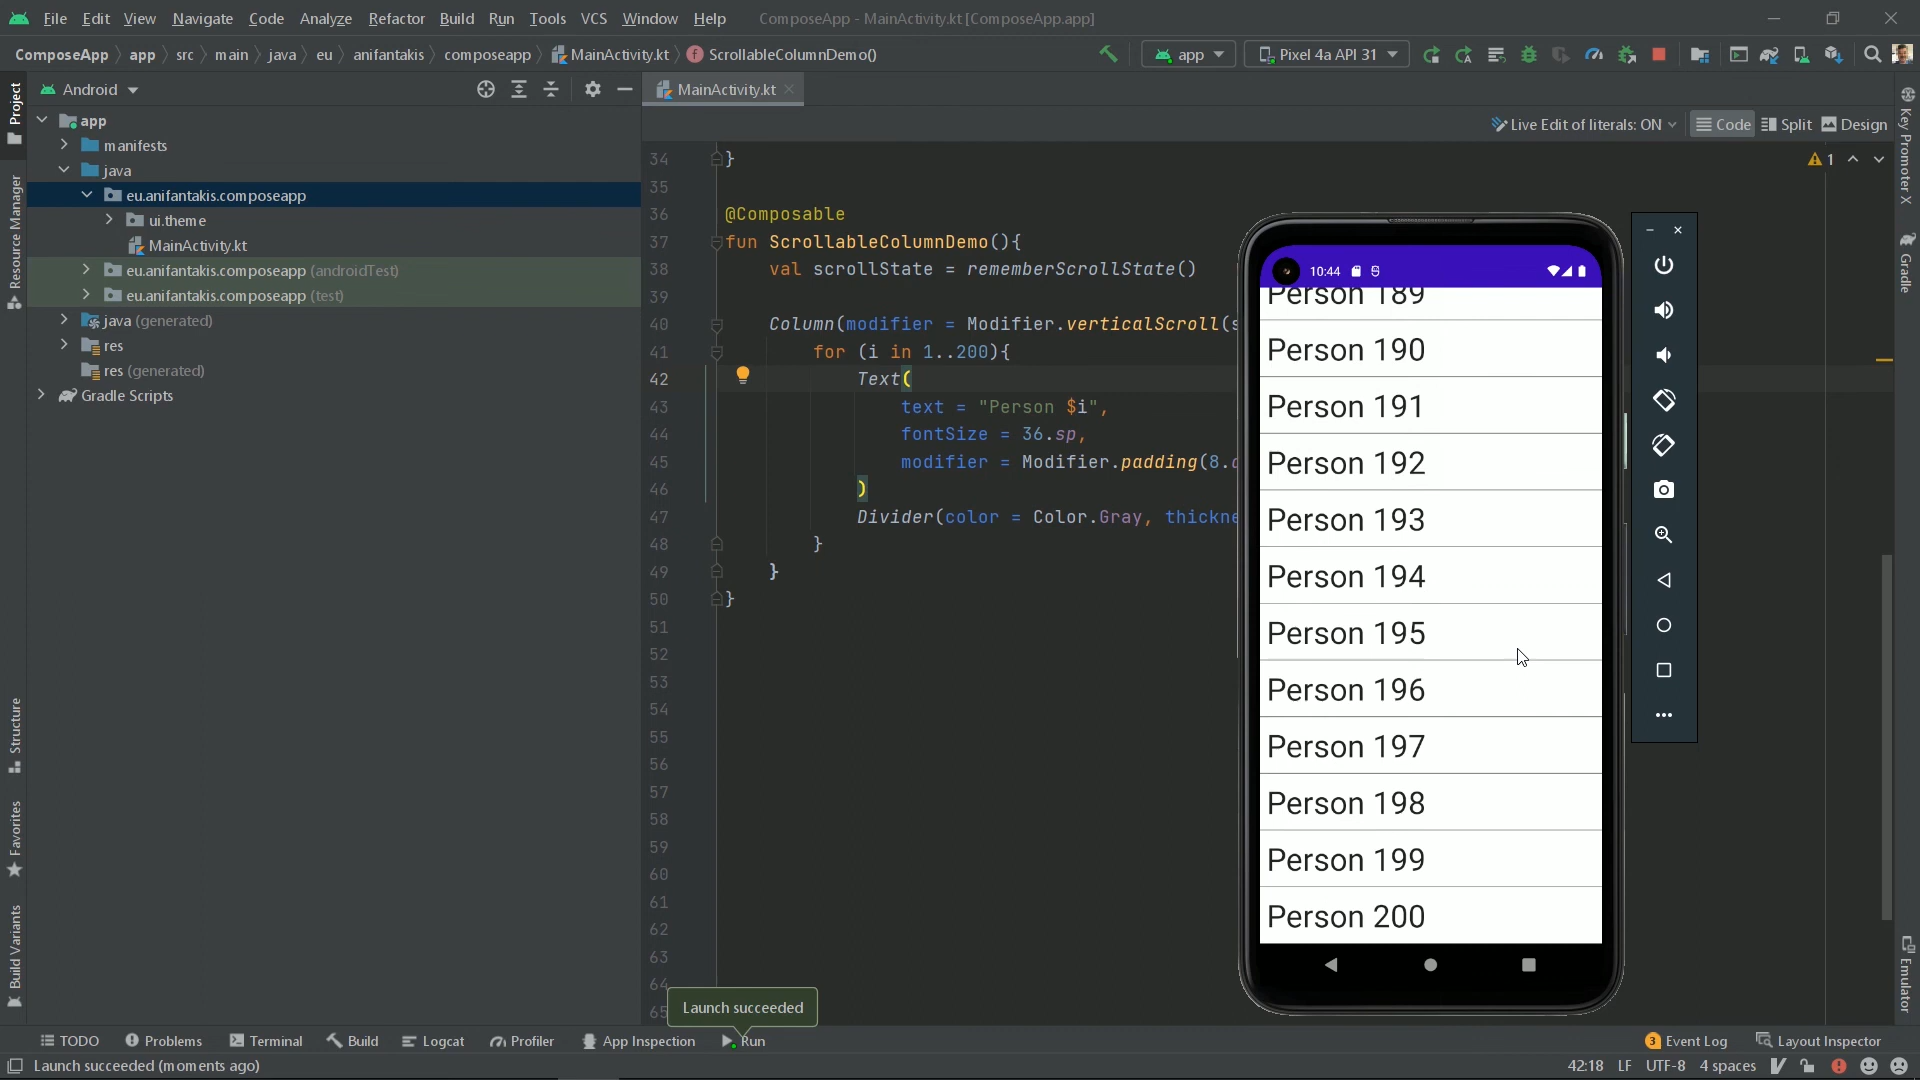 File Edit View Navigate Code Analyze Refactor Build Run Tools VCS Window Help ComposeApp - MainActivity.kt [ComposeApp.app]
ComposeApp app src main java eu anifantakis composeapp MainActivity.kt ScrollableColumnDemo() app Pixel 4a API 31
Android
MainActivity.kt
Live Edit of literals: ON Code Split Design
app
manifests
java
eu.anifantakis.composeapp
ui.theme
MainActivity.kt
eu.anifantakis.composeapp (androidTest)
eu.anifantakis.composeapp (test)
java (generated)
res
res (generated)
Gradle Scripts
Project
Resource Manager
Structure
Favorites
Build Variants
34 }
1
35
36 @Composable
37 fun ScrollableColumnDemo(){
38 val scrollState = rememberScrollState()
39
40 Column(modifier = Modifier.verticalScroll(
41 for (i in 1..200){
42 Text(
43 text = "Person $i",
44 fontSize = 36.sp,
45 modifier = Modifier.padding(8.
46 )
47 Divider(color = Color.Gray, thickne
48 }
49 }
50 }
51
52
53
54
55
56
57
58
59
60
61
62
63
64
65
10:44
Person 189
Person 190
Person 191
Person 192
Person 193
Person 194
Person 195
Person 196
Person 197
Person 198
Person 199
Person 200
Key Promoter X
Gradle
Emulator
Launch succeeded
TODO Problems Terminal Build Logcat Profiler App Inspection Run 3 Event Log Layout Inspector
Launch succeeded (moments ago) 42:18 LF UTF-8 4 spaces